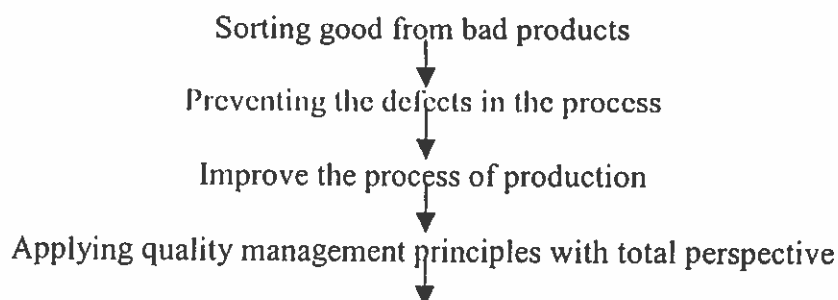 Sorting good from bad products
Preventing the defects in the process
Improve the process of production
Applying quality management principles with total perspective